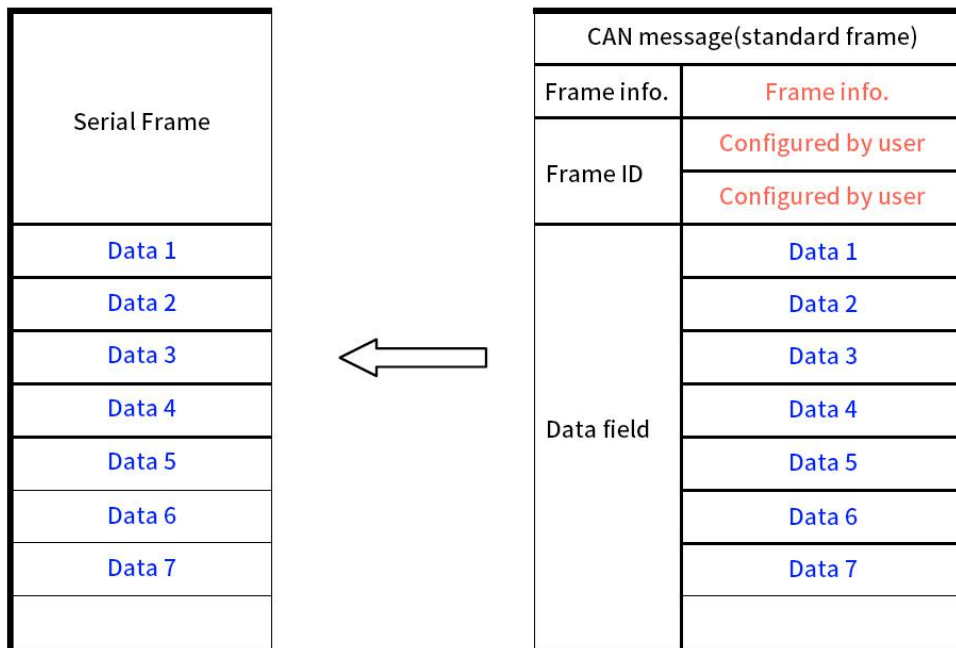 Serial Frame
Data 1
Data 2
Data 3
Data 4
Data 5
Data 6
Data 7
CAN message(standard frame)
Frame info.
Frame info.
Frame ID
Configured by user
Configured by user
Data field
Data 1
Data 2
Data 3
Data 4
Data 5
Data 6
Data 7